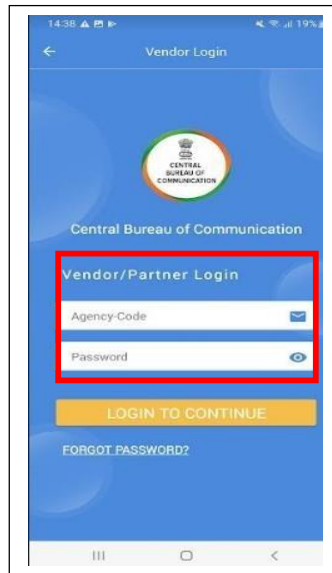 14:38 19%
Vendor Login
CENTRAL
BUREAU OF
COMMUNICATION
Central Bureau of Communication
Vendor/Partner Login
Agency-Code
Password
LOGIN TO CONTINUE
FORGOT PASSWORD?